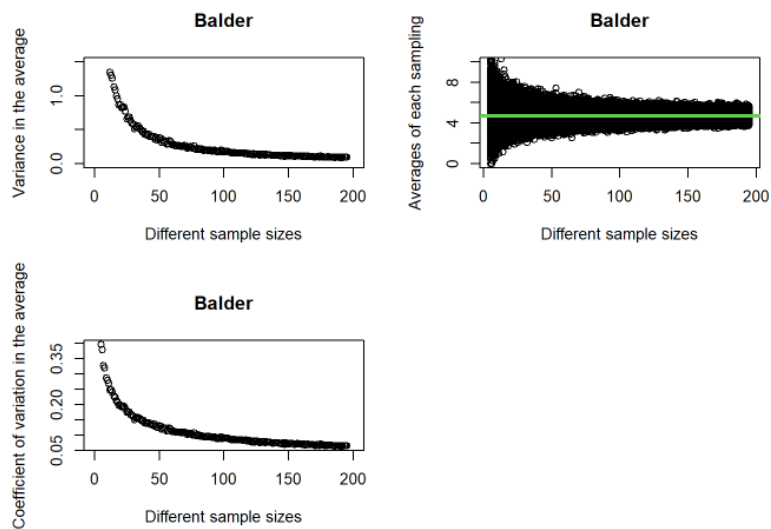 Balder
Variance in the average
1.0
0.0
0
50
100
150
200
Different sample sizes
Balder
Averages of each sampling
8
4
0
0
50
100
150
200
Different sample sizes
Balder
Coefficient of variation in the average
0.35
0.20
0.05
0
50
100
150
200
Different sample sizes